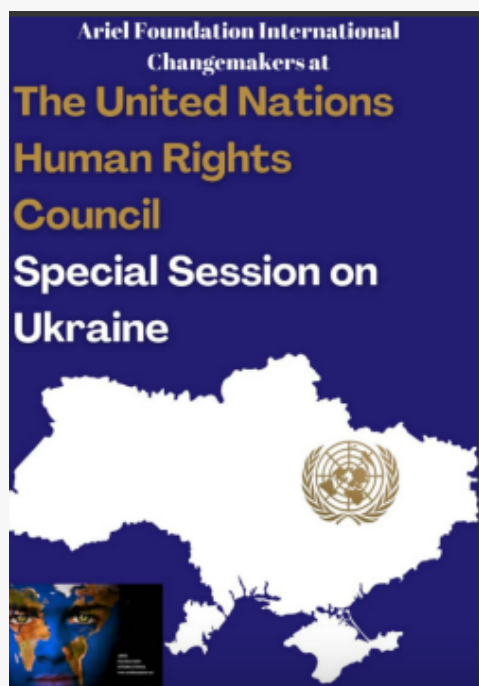 Ariel Foundation International
Changemakers at
The United Nations
Human Rights
Council
Special Session on
Ukraine